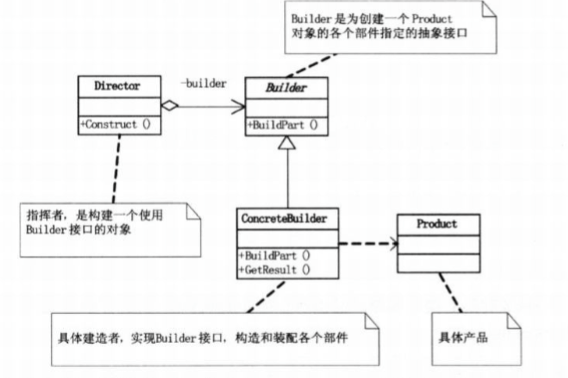 Builder是为创建一个Product
对象的各个部件指定的抽象接口
Director
-builder
Builder
+Construct ()
+BuildPart ()
指挥者，是构建一个使用
Builder接口的对象
ConcreteBuilder
Product
+BuildPart ()
+GetResult ()
具体建造者，实现Builder接口，构造和装配各个部件
具体产品